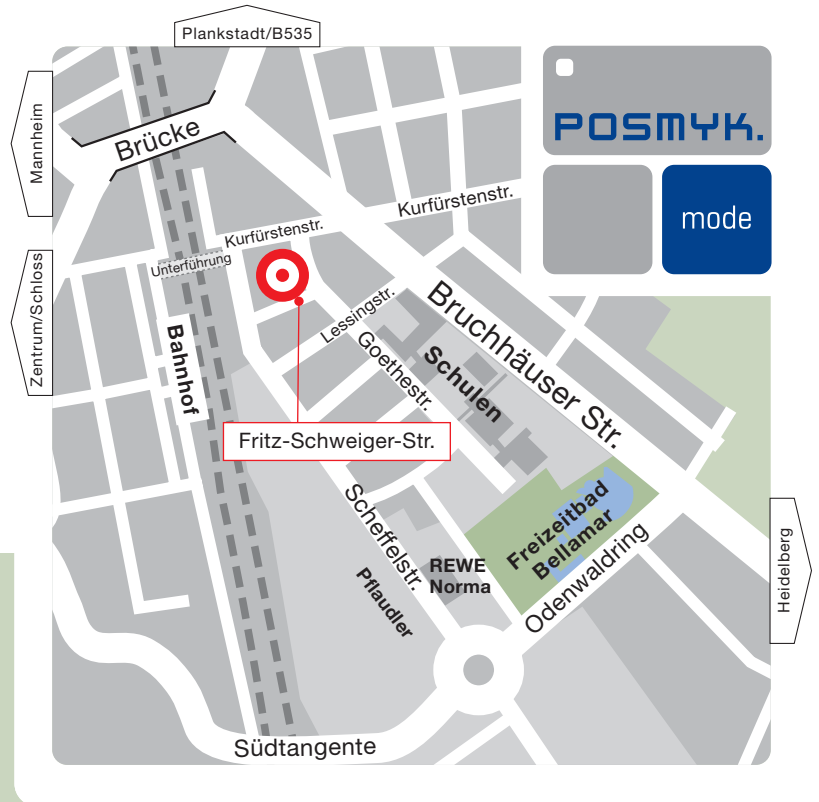 Plankstadt/B535
Mannheim
Brücke
POSMYK.
mode
Kurfürstenstr.
Kurfürstenstr.
Unterführung
Zentrum/Schloss
Bahnhof
Lessingstr.
Goethestr.
Bruchhäuser Str.
Schulen
Fritz-Schweiger-Str.
Scheffelstr.
Freizeitbad
Bellamar
REWE
Norma
Pflaudler
Odenwaldring
Heidelberg
Südtangente